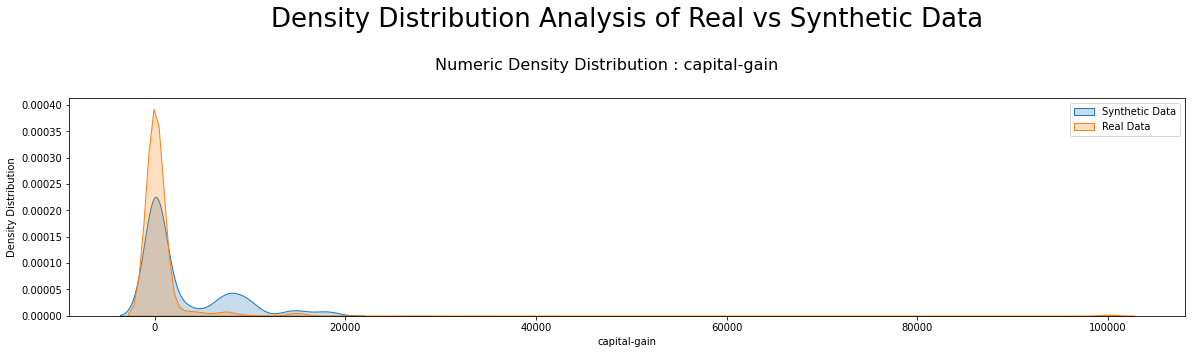 Density Distribution Analysis of Real vs Synthetic Data
Numeric Density Distribution : capital-gain
Synthetic Data
Real Data
Density Distribution
0.00040
0.00035
0.00030
0.00025
0.00020
0.00015
0.00010
0.00005
0.00000
0
20000
40000
60000
80000
100000
capital-gain